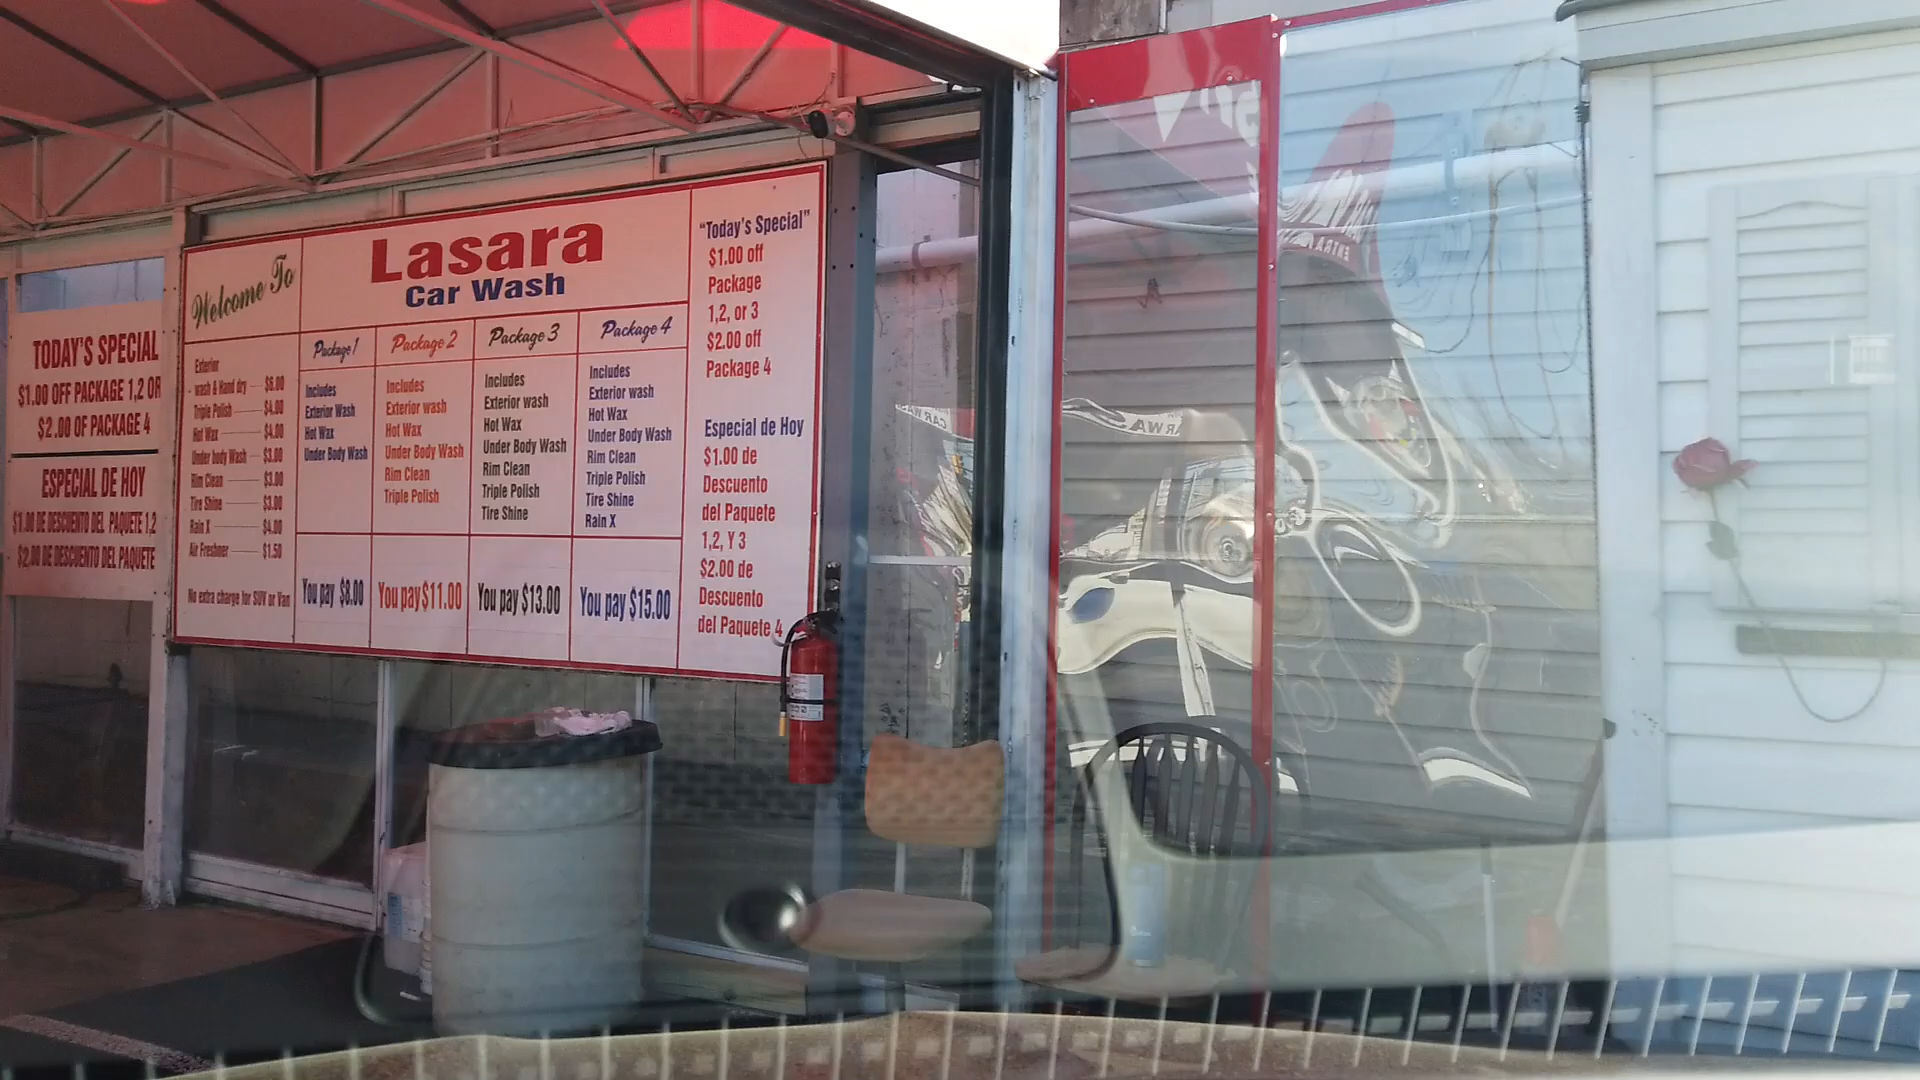 TODAY'S SPECIAL
$1.00 OFF PACKAGE 1,2 OR
$2.00 OF PACKAGE 4
ESPECIAL DE HOY
$1.00 DE DESCUENTO DEL PAQUETE 1,2
$2.00 DE DESCUENTO DEL PAQUETE
Welcome To
Lasara
Car Wash
Exterior
wash & Hand dry $6.00
Triple Polish $4.00
Hot Wax $4.00
Under body Wash $3.00
Rim Clean $3.00
Tire Shine $3.00
Rain X $4.00
Air Freshner $1.50
No extra charge for SUV or Van
Package 1
Includes
Exterior Wash
Hot Wax
Under Body Wash
You pay $8.00
Package 2
Includes
Exterior wash
Hot Wax
Under Body Wash
Rim Clean
Triple Polish
You pay $11.00
Package 3
Includes
Exterior wash
Hot Wax
Under Body Wash
Rim Clean
Triple Polish
Tire Shine
You pay $13.00
Package 4
Includes
Exterior wash
Hot Wax
Under Body Wash
Rim Clean
Triple Polish
Tire Shine
Rain X
You pay $15.00
"Today's Special"
$1.00 off
Package
1,2, or 3
$2.00 off
Package 4
Especial de Hoy
$1.00 de
Descuento
del Paquete
1,2, Y 3
$2.00 de
Descuento
del Paquete 4